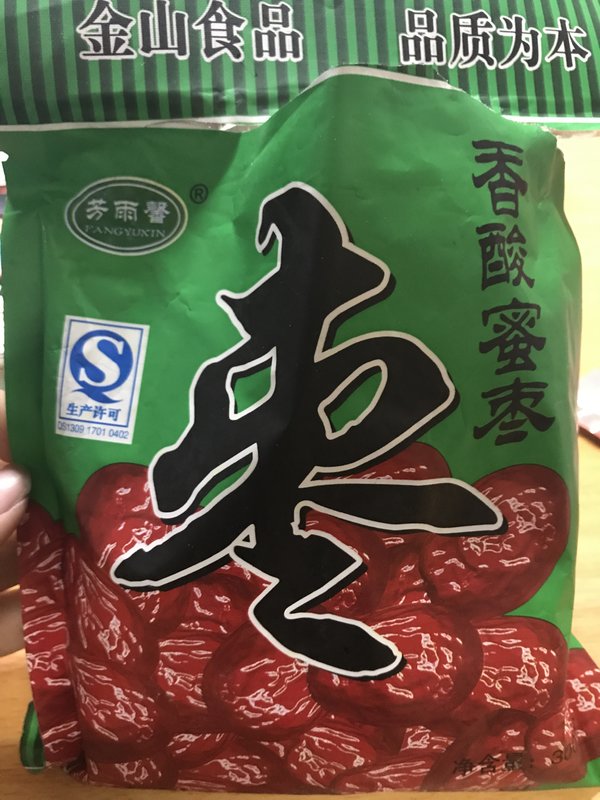 金山食品 品质为本
芳雨馨 ®
FANGYUXIN
香酸蜜枣
枣
生产许可
QS1309 1701 0402
净含量: 30